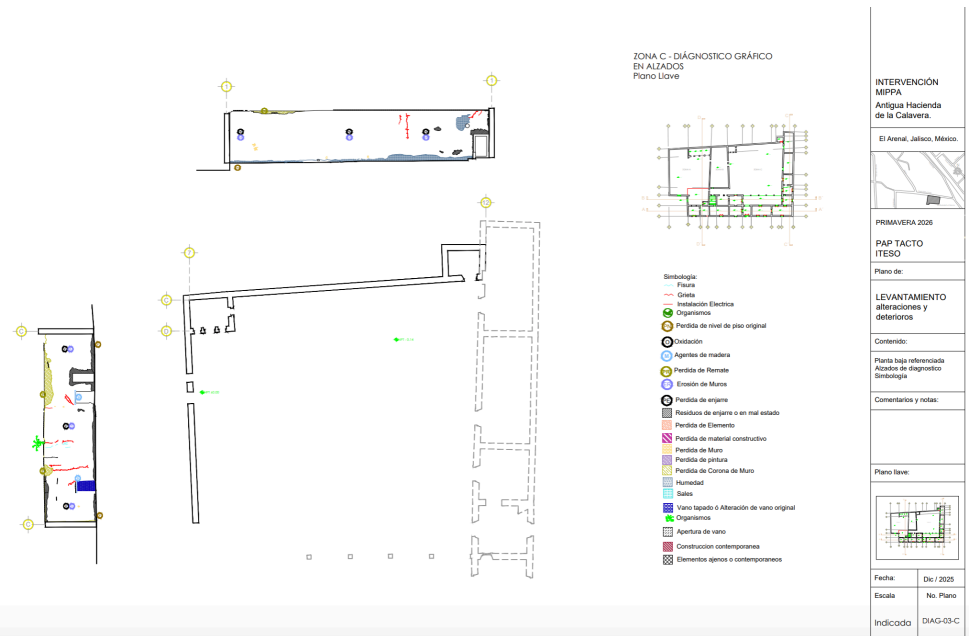 ZONA C - DIÁGNOSTICO GRÁFICO
EN ALZADOS
Plano Llave
1
1
12
7
C
D
Simbología:
Fisura
Grieta
Instalación Electrica
Organismos
Perdida de nivel de piso original
Oxidación
Agentes de madera
Perdida de Remate
Erosión de Muros
Perdida de enjarre
Residuos de enjarre o en mal estado
Perdida de Elemento
Perdida de material constructivo
Perdida de Muro
Perdida de pintura
Perdida de Corona de Muro
Humedad
Sales
Vano tapado ó Alteración de vano original
Organismos
Apertura de vano
Construccion contemporanea
Elementos ajenos o contemporaneos
INTERVENCIÓN
MIPPA
Antigua Hacienda
de la Calavera.
El Arenal, Jalisco, México.
PRIMAVERA 2026
PAP TACTO
ITESO
Plano de:
LEVANTAMIENTO
alteraciones y
deterioros
Contenido:
Planta baja referenciada
Alzados de diagnostico
Simbología
Comentarios y notas:
Plano llave:
Fecha:
Dic / 2025
Escala
No. Plano
Indicada
DIAG-03-C